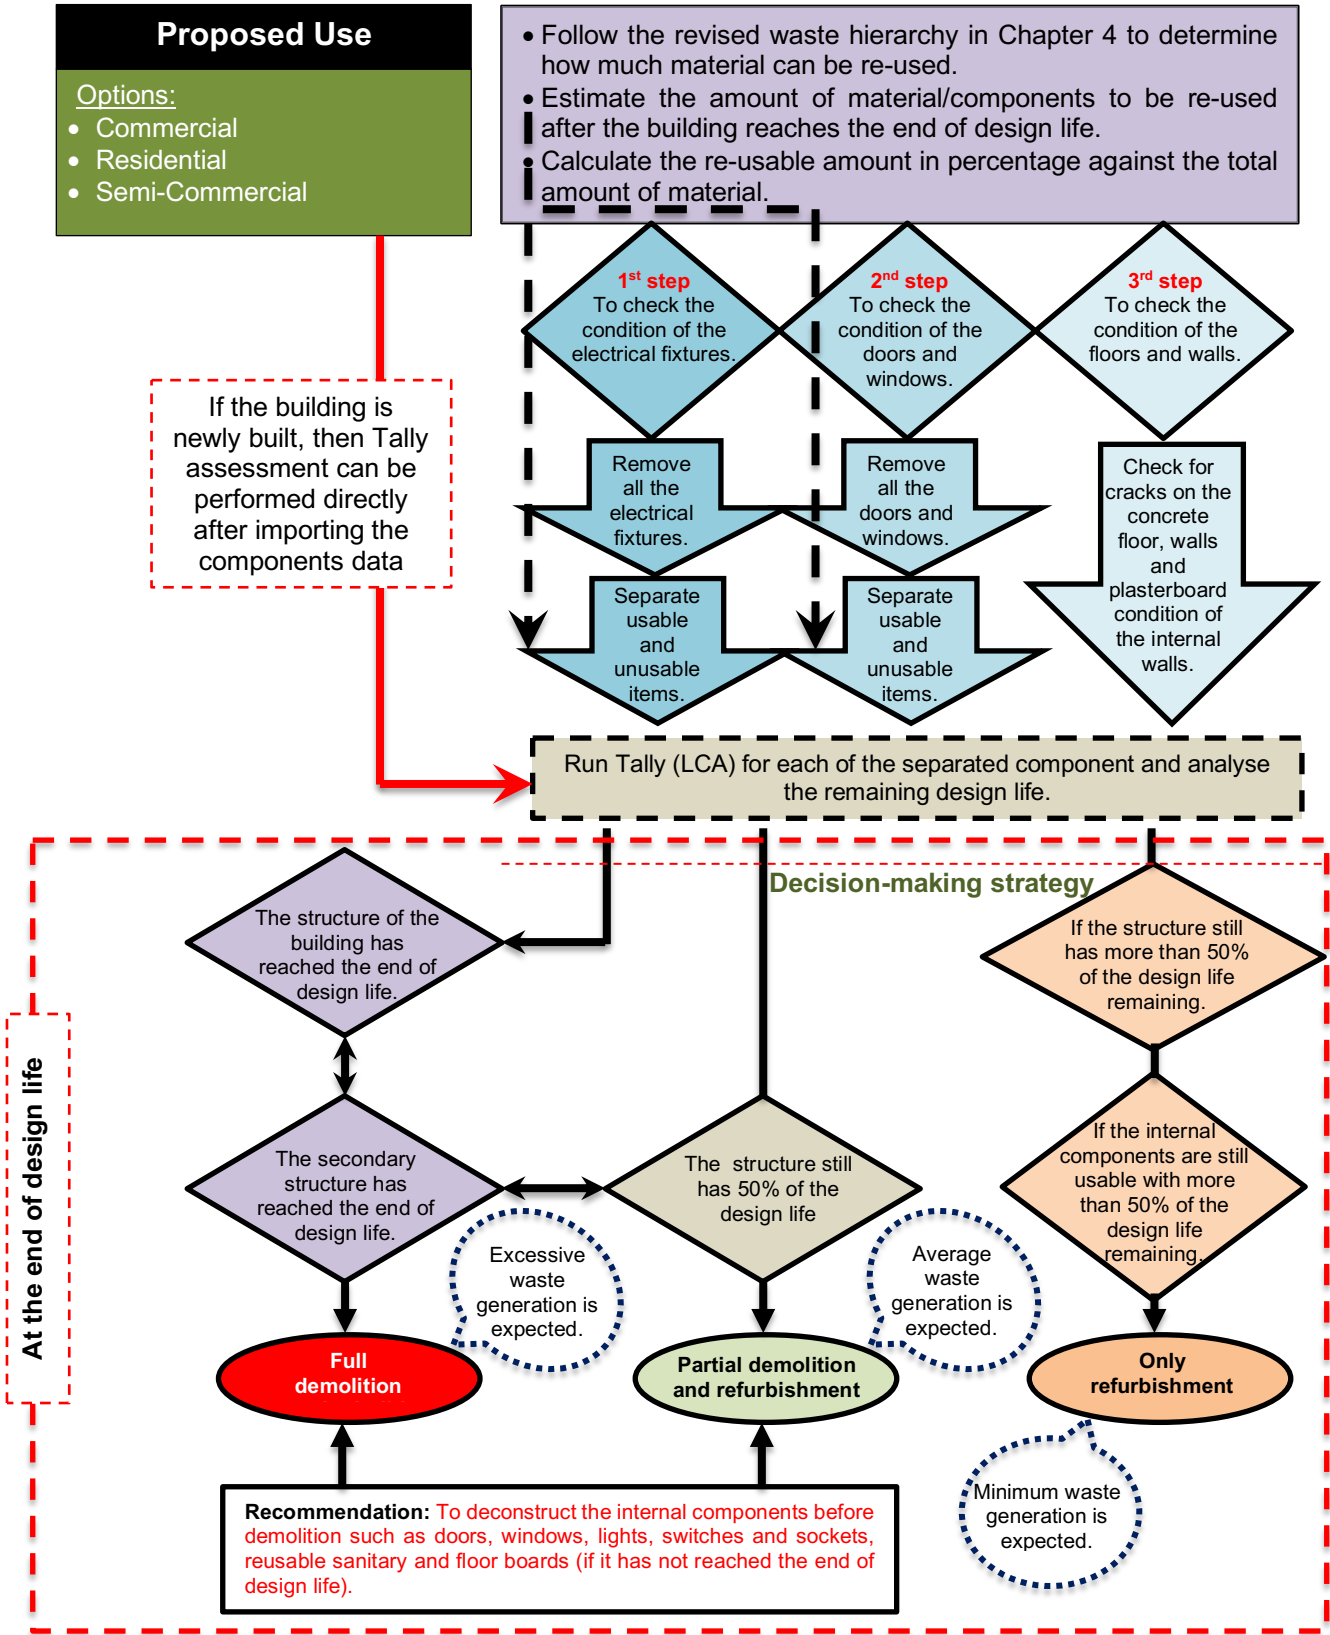 Proposed Use
Options:
• Commercial
• Residential
• Semi-Commercial
• Follow the revised waste hierarchy in Chapter 4 to determine
how much material can be re-used.
• Estimate the amount of material/components to be re-used
after the building reaches the end of design life.
• Calculate the re-usable amount in percentage against the total
amount of material.
1st step
To check the
condition of the
electrical fixtures.
2nd step
To check the
condition of the
doors and
windows.
3rd step
To check the
condition of the
floors and walls.
If the building is
newly built, then Tally
assessment can be
performed directly
after importing the
components data
Remove
all the
electrical
fixtures.
Remove
all the
doors and
windows.
Check for
cracks on the
concrete
floor, walls
and
plasterboard
condition of
the internal
walls.
Separate
usable
and
unusable
items.
Separate
usable
and
unusable
items.
Run Tally (LCA) for each of the separated component and analyse
the remaining design life.
Decision-making strategy
The structure of the
building has
reached the end of
design life.
If the structure still
has more than 50%
of the design life
remaining.
At the end of design life
The secondary
structure has
reached the end of
design life.
The structure still
has 50% of the
design life
If the internal
components are still
usable with more
than 50% of the
design life
remaining.
Excessive
waste
generation is
expected.
Average
waste
generation is
expected.
Full
demolition
Partial demolition
and refurbishment
Only
refurbishment
Minimum waste
generation is
expected.
Recommendation: To deconstruct the internal components before
demolition such as doors, windows, lights, switches and sockets,
reusable sanitary and floor boards (if it has not reached the end of
design life).